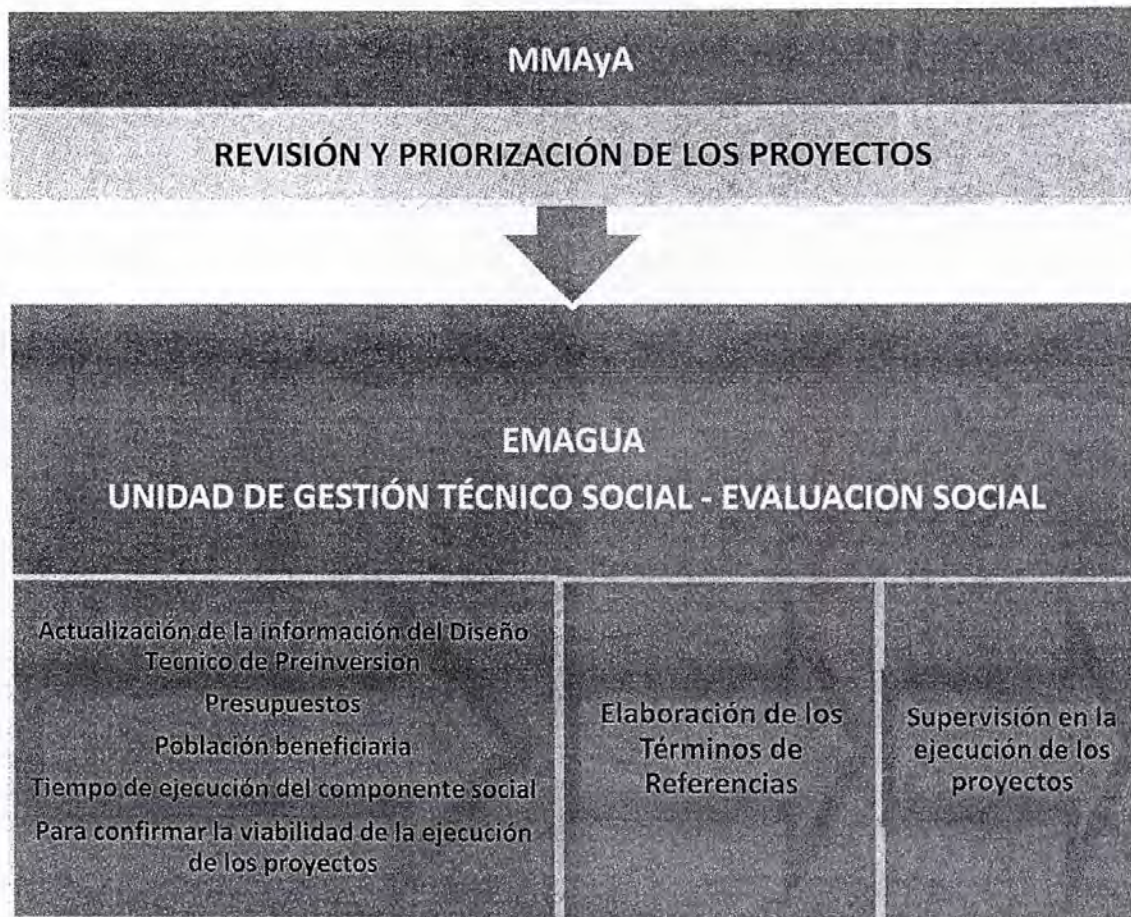 MMAyA
REVISIÓN Y PRIORIZACIÓN DE LOS PROYECTOS
EMAGUA
UNIDAD DE GESTIÓN TÉCNICO SOCIAL - EVALUACION SOCIAL
Actualización de la información del Diseño
Tecnico de Preinversion
Presupuestos
Población beneficiaria
Tiempo de ejecución del componente social
Para confirmar la viabilidad de la ejecución
de los proyectos
Elaboración de los
Términos de
Referencias
Supervisión en la
ejecución de los
proyectos